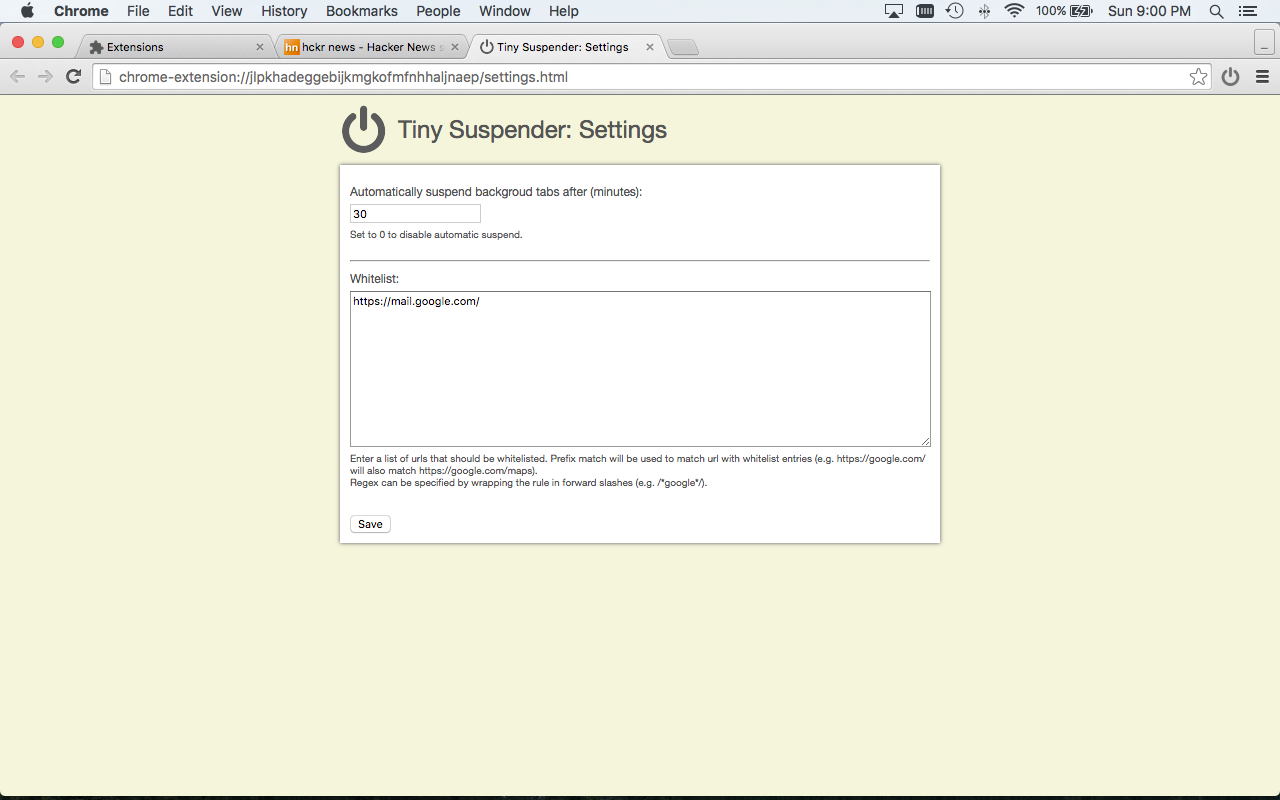 Chrome File Edit View History Bookmarks People Window Help 100% Sun 9:00 PM
Extensions hn hckr news - Hacker News s Tiny Suspender: Settings
chrome-extension://jlpkhadeggebijkmgkofmfnhhaljnaep/settings.html
Tiny Suspender: Settings
Automatically suspend backgroud tabs after (minutes):
30
Set to 0 to disable automatic suspend.
Whitelist:
https://mail.google.com/
Enter a list of urls that should be whitelisted. Prefix match will be used to match url with whitelist entries (e.g. https://google.com/
will also match https://google.com/maps).
Regex can be specified by wrapping the rule in forward slashes (e.g. /*google*/).
Save